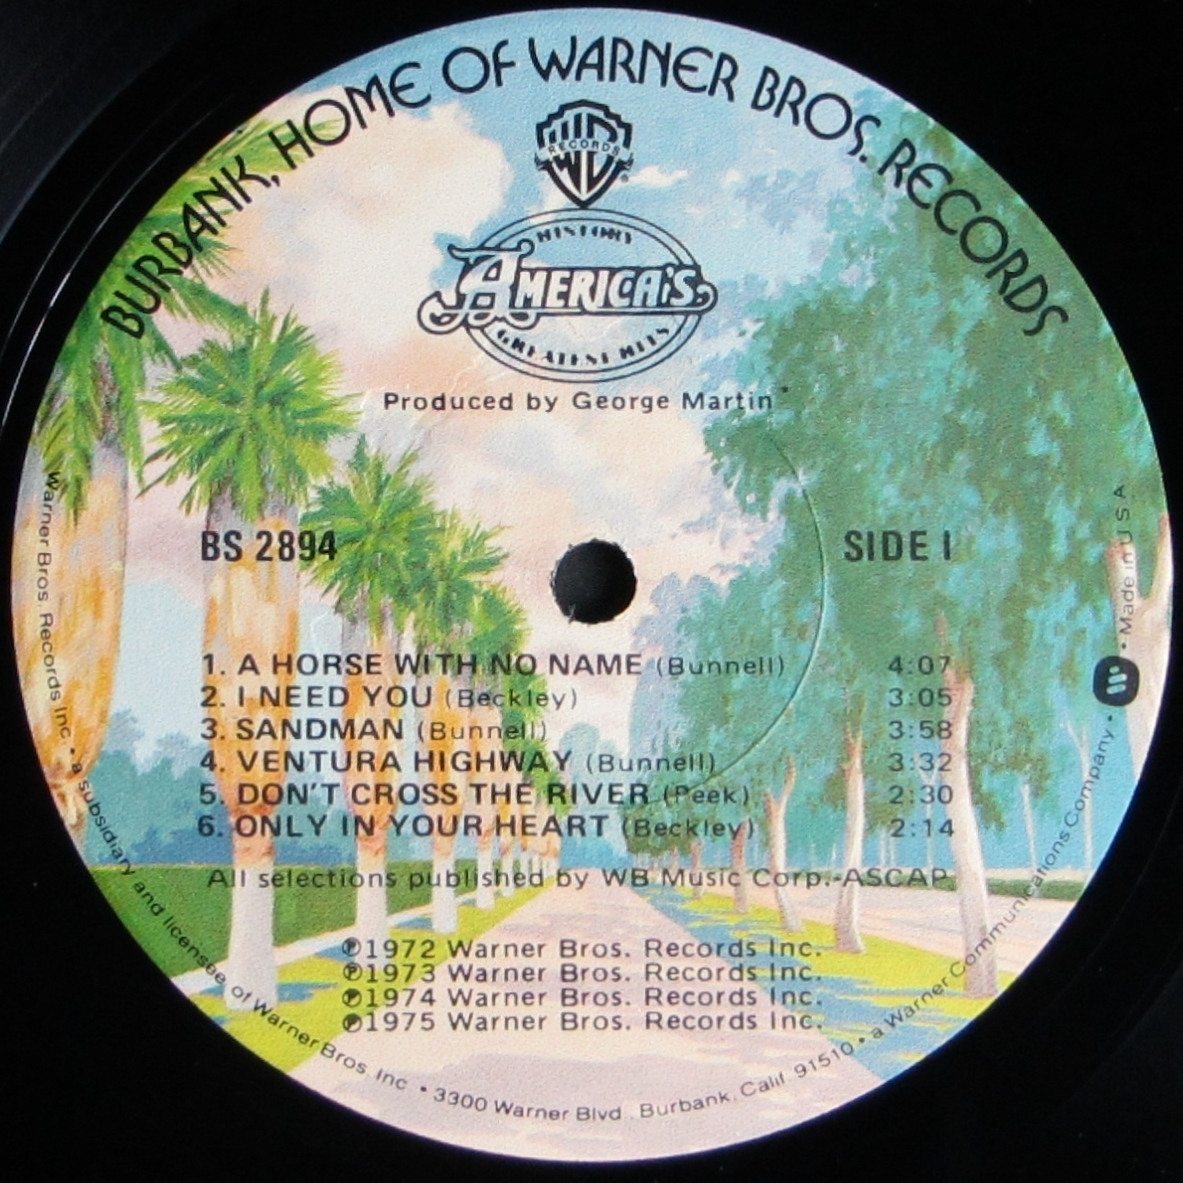 BURBANK, HOME OF WARNER BROS. RECORDS
WB
RECORDS
®
HISTORY
AMERICA'S
GREATEST HITS
Produced by George Martin
BS 2894
SIDE I
1. A HORSE WITH NO NAME (Bunnell) 4:07
2. I NEED YOU (Beckley) 3:05
3. SANDMAN (Bunnell) 3:58
4. VENTURA HIGHWAY (Bunnell) 3:32
5. DON'T CROSS THE RIVER (Peek) 2:30
6. ONLY IN YOUR HEART (Beckley) 2:14
All selections published by WB Music Corp.-ASCAP
℗1972 Warner Bros. Records Inc.
℗1973 Warner Bros. Records Inc.
℗1974 Warner Bros. Records Inc.
℗1975 Warner Bros. Records Inc.
Warner Bros. Records Inc. • a subsidiary and licensee of Warner Bros. Inc. • 3300 Warner Blvd., Burbank, Calif. 91510 • a Warner Communications Company • Made in U.S.A.